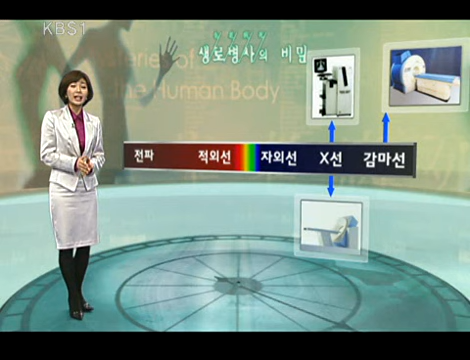 KBS1
생로병사의 비밀
teries of
the Human Body
전파 적외선 자외선 X선 감마선